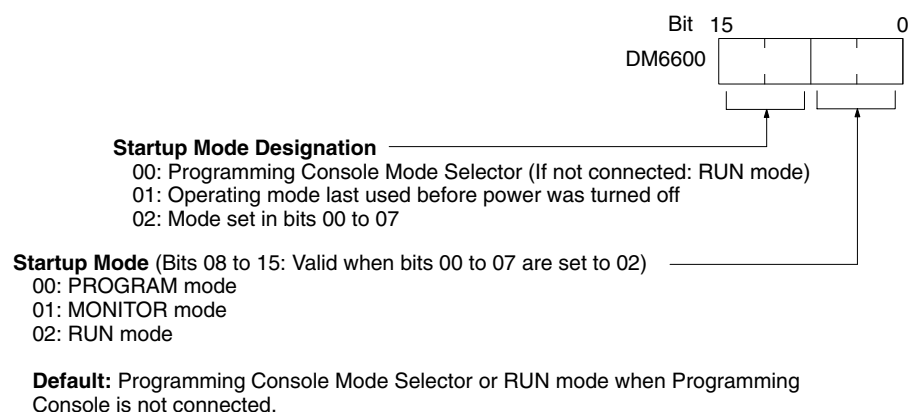 Bit 15 0
DM6600
Startup Mode Designation
00: Programming Console Mode Selector (If not connected: RUN mode)
01: Operating mode last used before power was turned off
02: Mode set in bits 00 to 07
Startup Mode (Bits 08 to 15: Valid when bits 00 to 07 are set to 02)
00: PROGRAM mode
01: MONITOR mode
02: RUN mode
Default: Programming Console Mode Selector or RUN mode when Programming
Console is not connected.